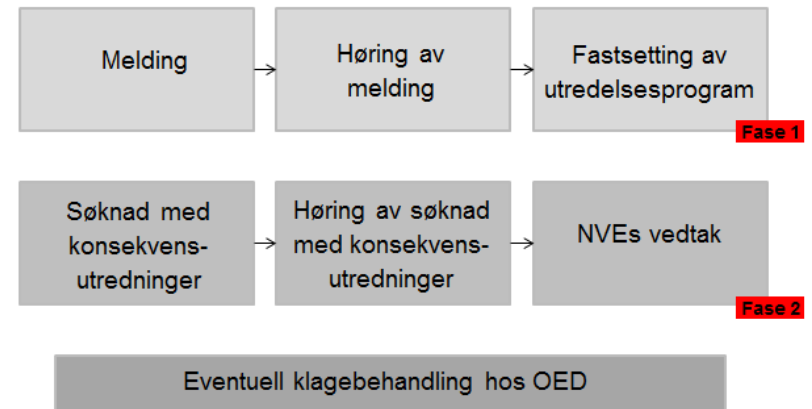 Melding
Høring av
melding
Fastsetting av
utredelsesprogram
Fase 1
Søknad med
konsekvens-
utredninger
Høring av søknad
med konsekvens-
utredninger
NVEs vedtak
Fase 2
Eventuell klagebehandling hos OED